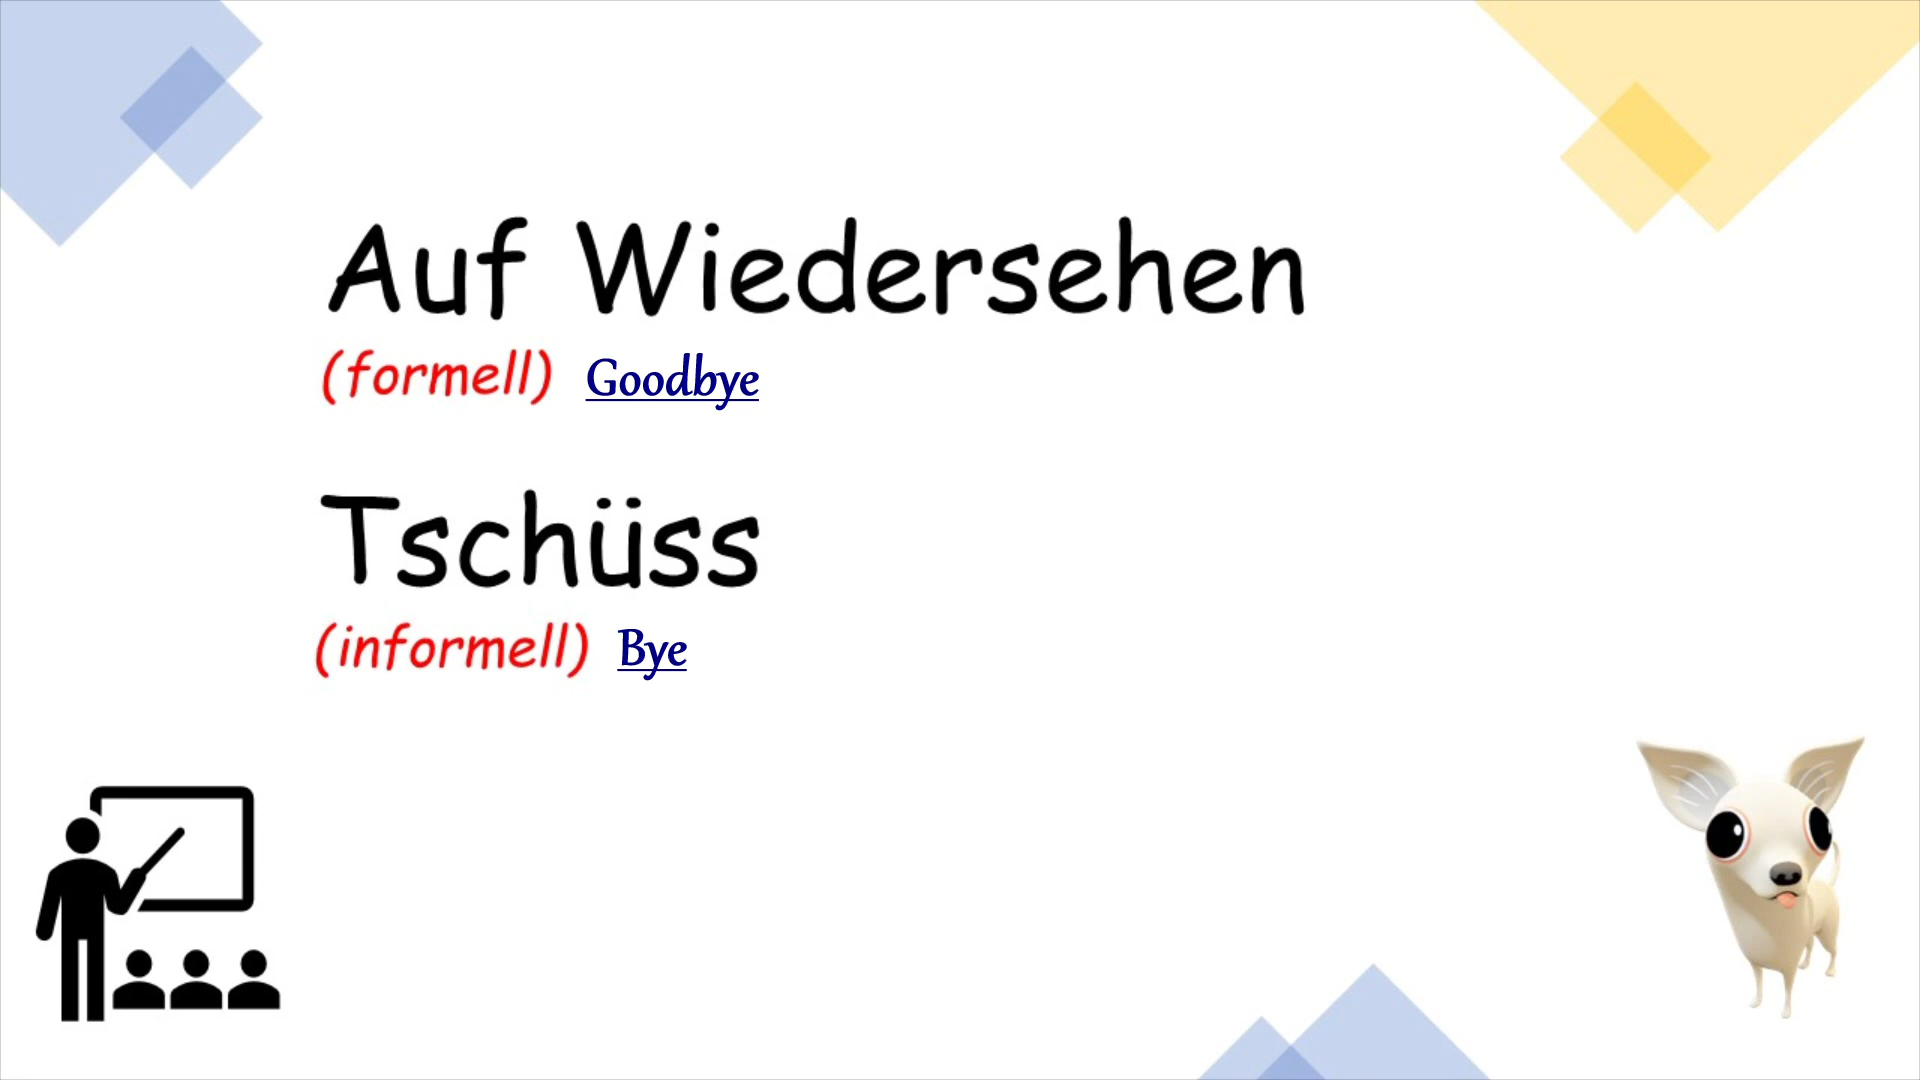 Auf Wiedersehen
(formell) Goodbye
Tschüss
(informell) Bye